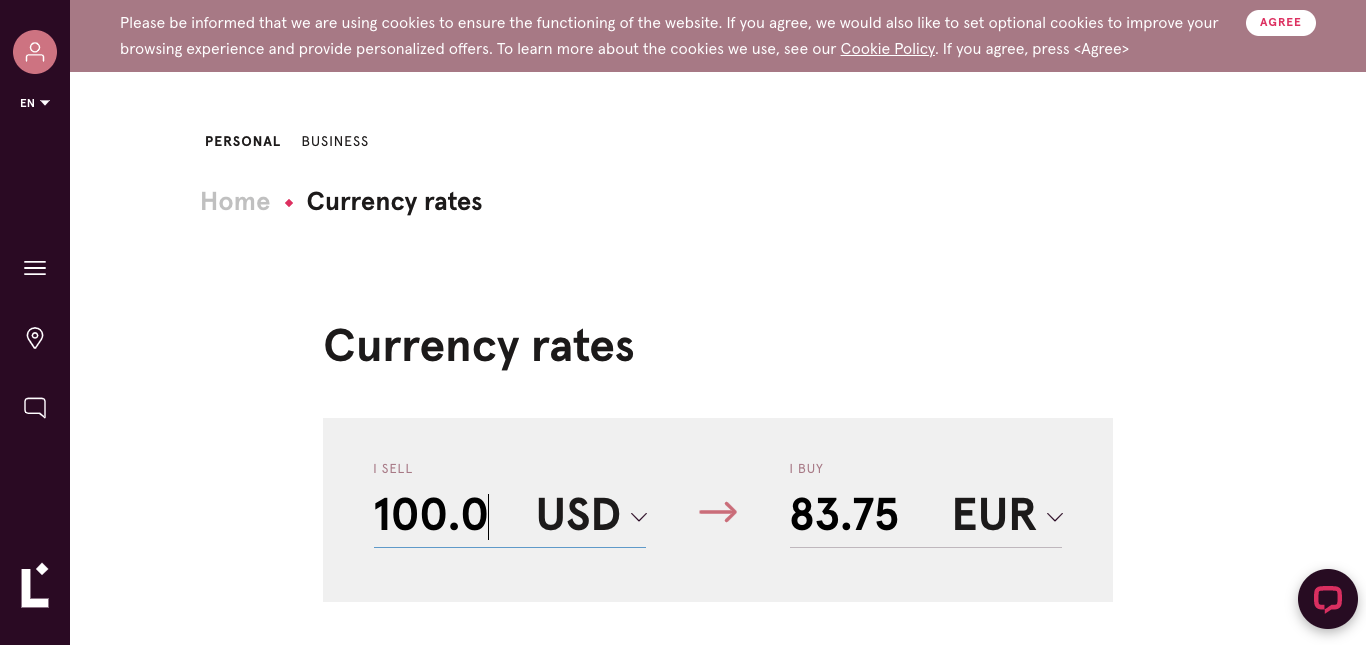 Please be informed that we are using cookies to ensure the functioning of the website. If you agree, we would also like to set optional cookies to improve your
browsing experience and provide personalized offers. To learn more about the cookies we use, see our Cookie Policy. If you agree, press <Agree>
AGREE
EN
PERSONAL BUSINESS
Home Currency rates
Currency rates
I SELL
100.0 USD
I BUY
83.75 EUR
L